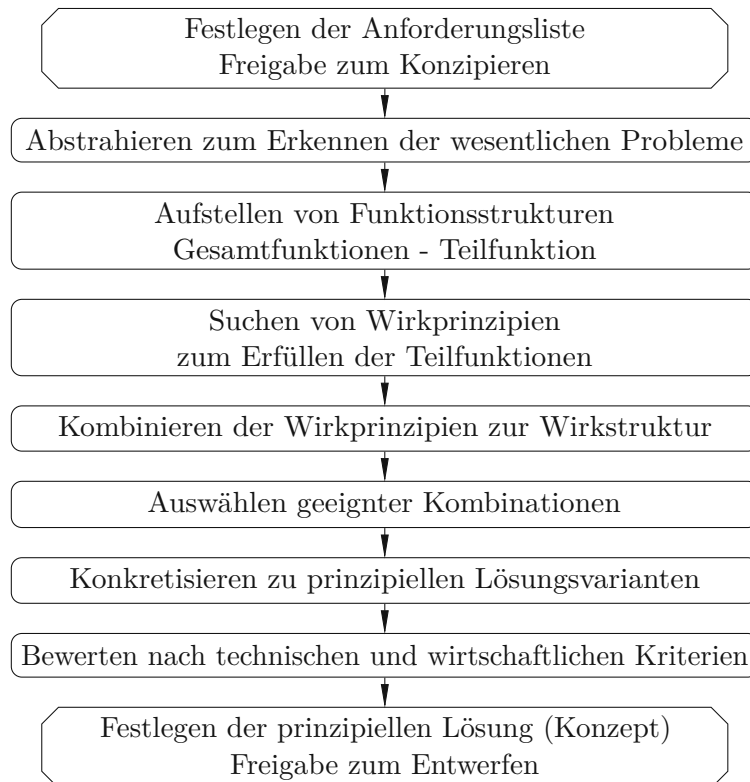 Festlegen der Anforderungsliste
Freigabe zum Konzipieren
Abstrahieren zum Erkennen der wesentlichen Probleme
Aufstellen von Funktionsstrukturen
Gesamtfunktionen - Teilfunktion
Suchen von Wirkprinzipien
zum Erfüllen der Teilfunktionen
Kombinieren der Wirkprinzipien zur Wirkstruktur
Auswählen geeignter Kombinationen
Konkretisieren zu prinzipiellen Lösungsvarianten
Bewerten nach technischen und wirtschaftlichen Kriterien
Festlegen der prinzipiellen Lösung (Konzept)
Freigabe zum Entwerfen